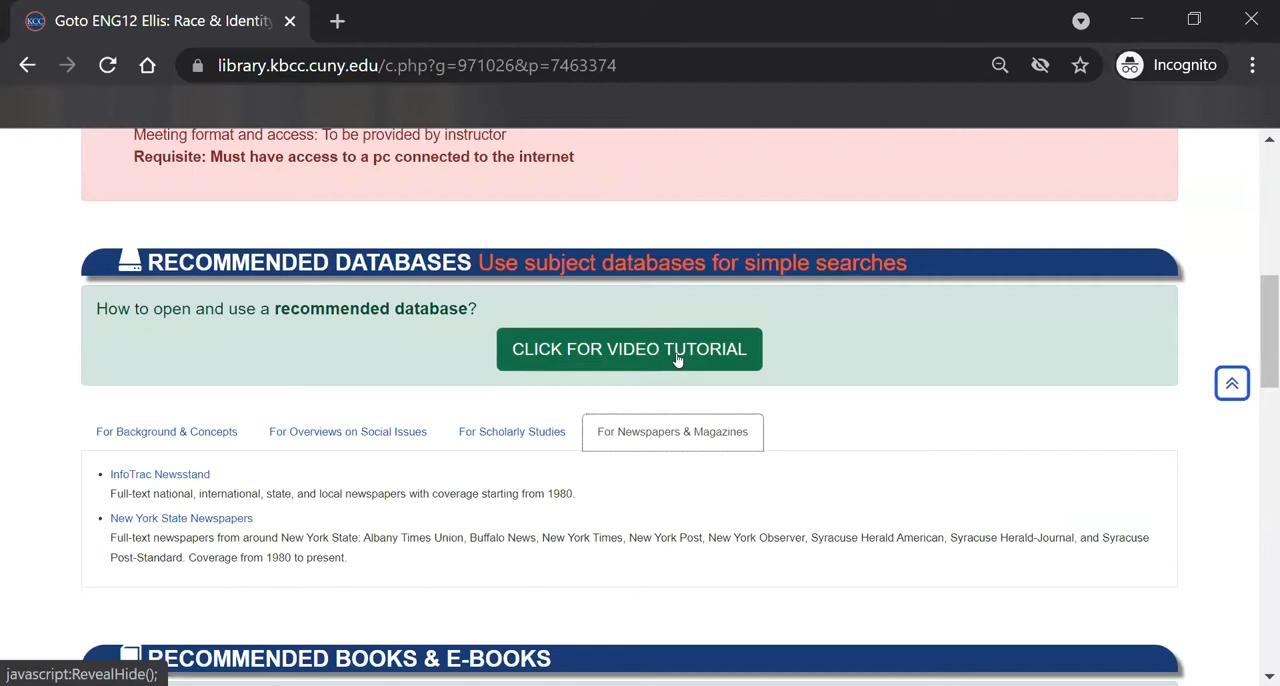 Goto ENG12 Ellis: Race & Identity
library.kbcc.cuny.edu/c.php?g=971026&p=7463374
Incognito
Meeting format and access: To be provided by instructor
Requisite: Must have access to a pc connected to the internet
RECOMMENDED DATABASES Use subject databases for simple searches
How to open and use a recommended database?
CLICK FOR VIDEO TUTORIAL
For Background & Concepts For Overviews on Social Issues For Scholarly Studies For Newspapers & Magazines
InfoTrac Newsstand
Full-text national, international, state, and local newspapers with coverage starting from 1980.
New York State Newspapers
Full-text newspapers from around New York State: Albany Times Union, Buffalo News, New York Times, New York Post, New York Observer, Syracuse Herald American, Syracuse Herald-Journal, and Syracuse
Post-Standard. Coverage from 1980 to present.
RECOMMENDED BOOKS & E-BOOKS
javascript:RevealHide();